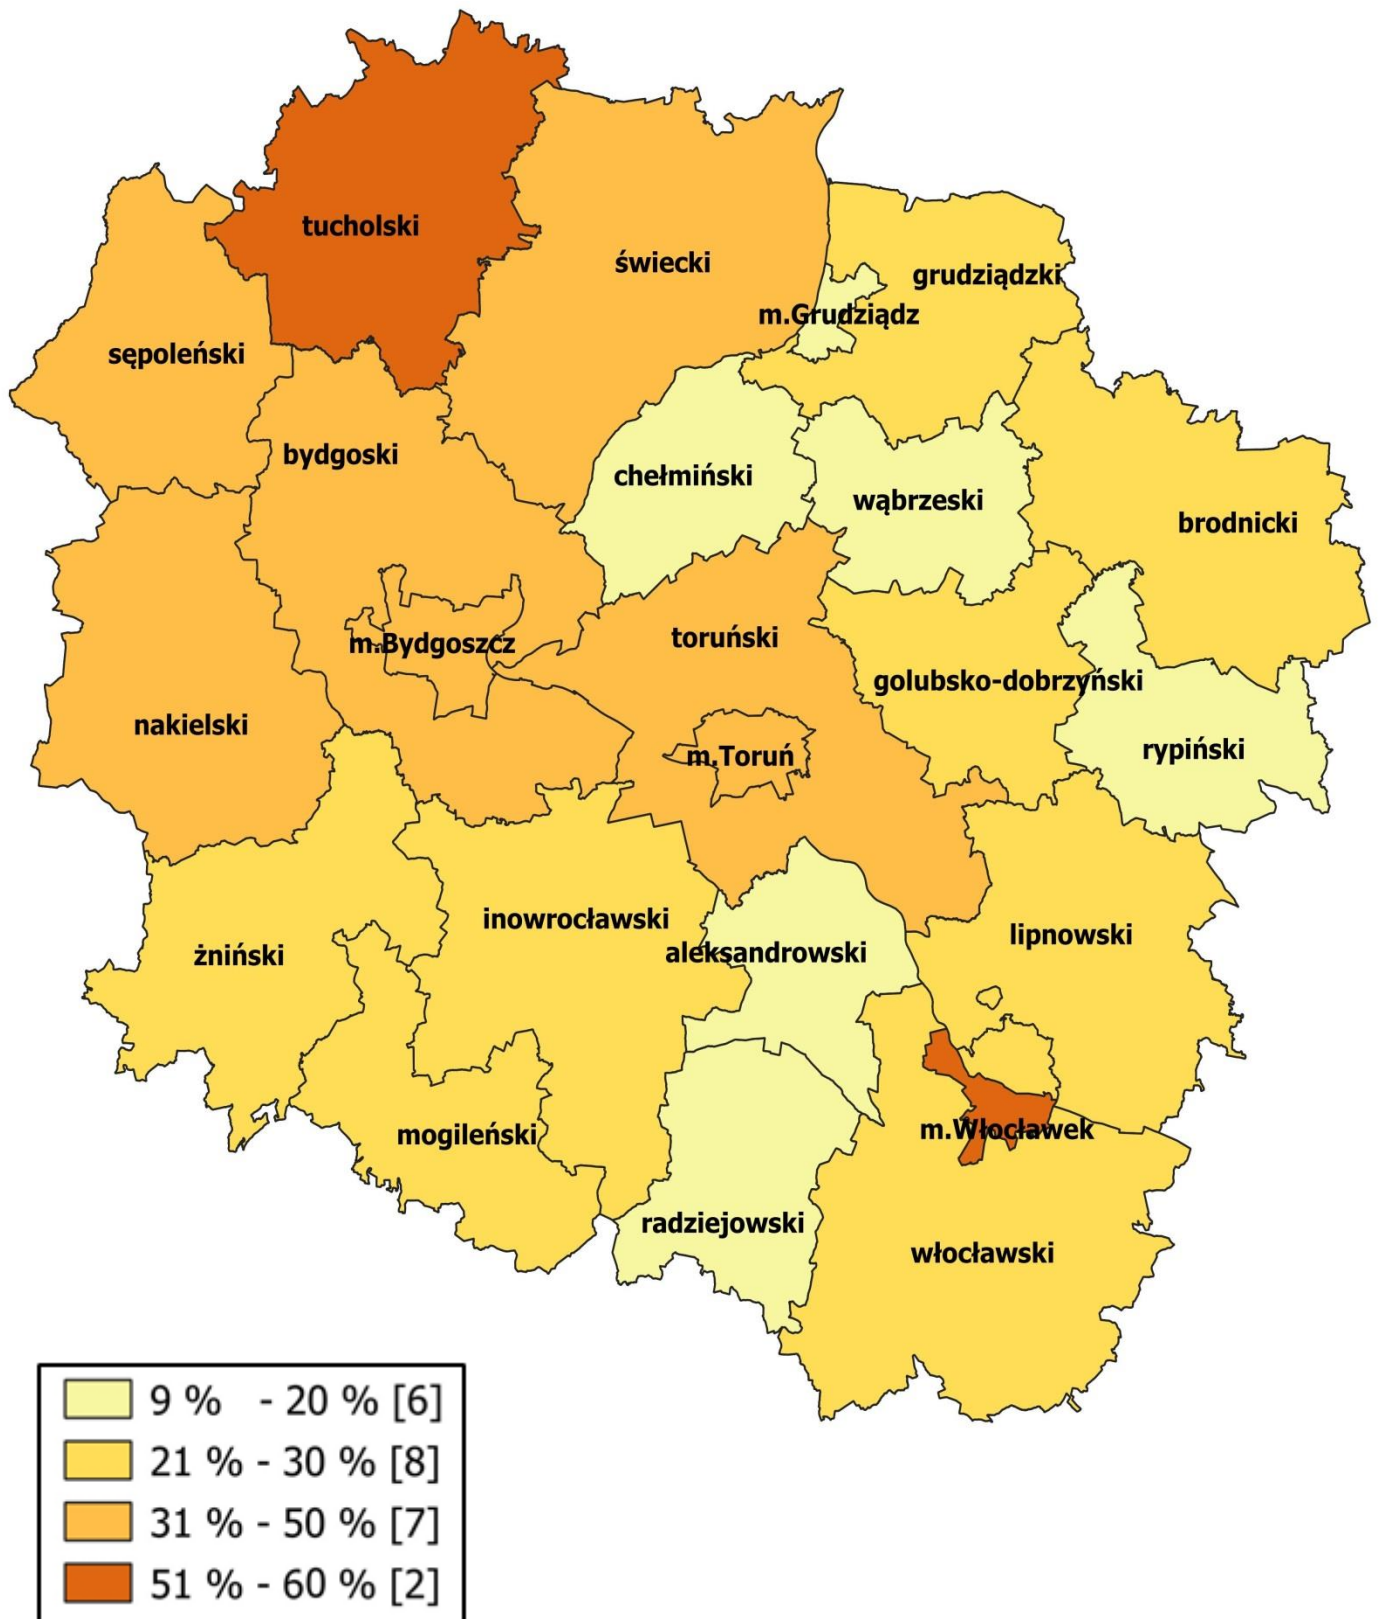 tucholski
świecki
grudziądzki
m.Grudziądz
sępoleński
bydgoski
chełmiński
wąbrzeski
brodnicki
m.Bydgoszcz
toruński
golubsko-dobrzyński
nakielski
m.Toruń
rypiński
inowrocławski
lipnowski
żniński
aleksandrowski
mogileński
m.Włocławek
radziejowski
włocławski
9 % - 20 % [6]
21 % - 30 % [8]
31 % - 50 % [7]
51 % - 60 % [2]